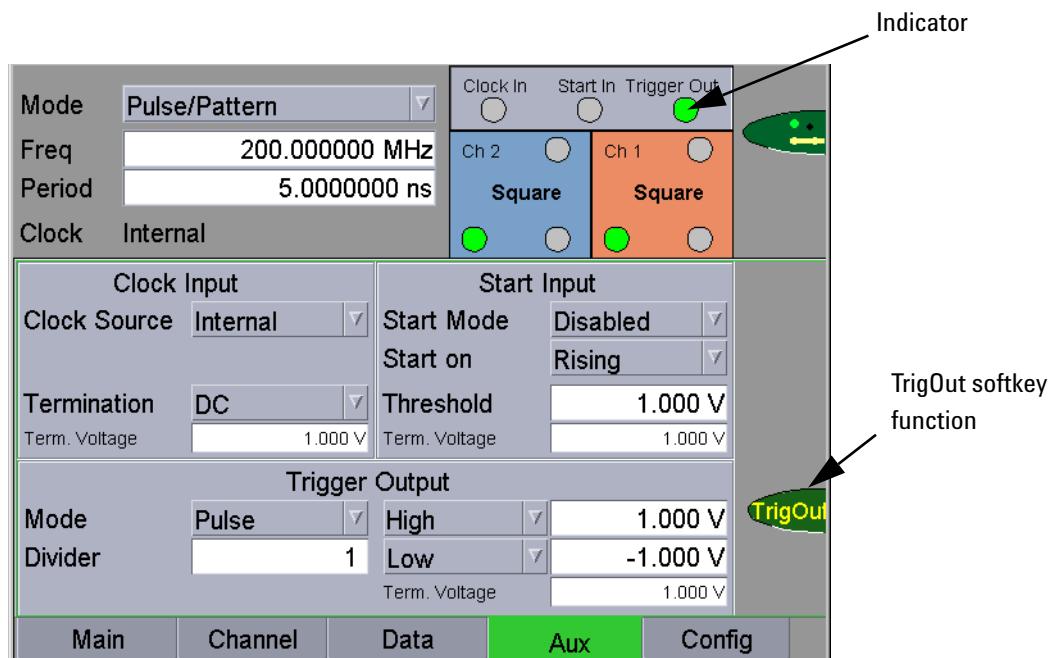 Indicator
Clock In Start In Trigger Out
Mode Pulse/Pattern
Freq 200.000000 MHz
Period 5.0000000 ns
Clock Internal
Ch 2 Ch 1
Square Square
Clock Input Start Input
Clock Source Internal Start Mode Disabled
Start on Rising
Termination DC Threshold 1.000 V
Term. Voltage 1.000 V Term. Voltage 1.000 V
TrigOut softkey
function
Trigger Output
Mode Pulse High 1.000 V
Divider 1 Low -1.000 V
Term. Voltage 1.000 V
TrigOut
Main Channel Data Aux Config